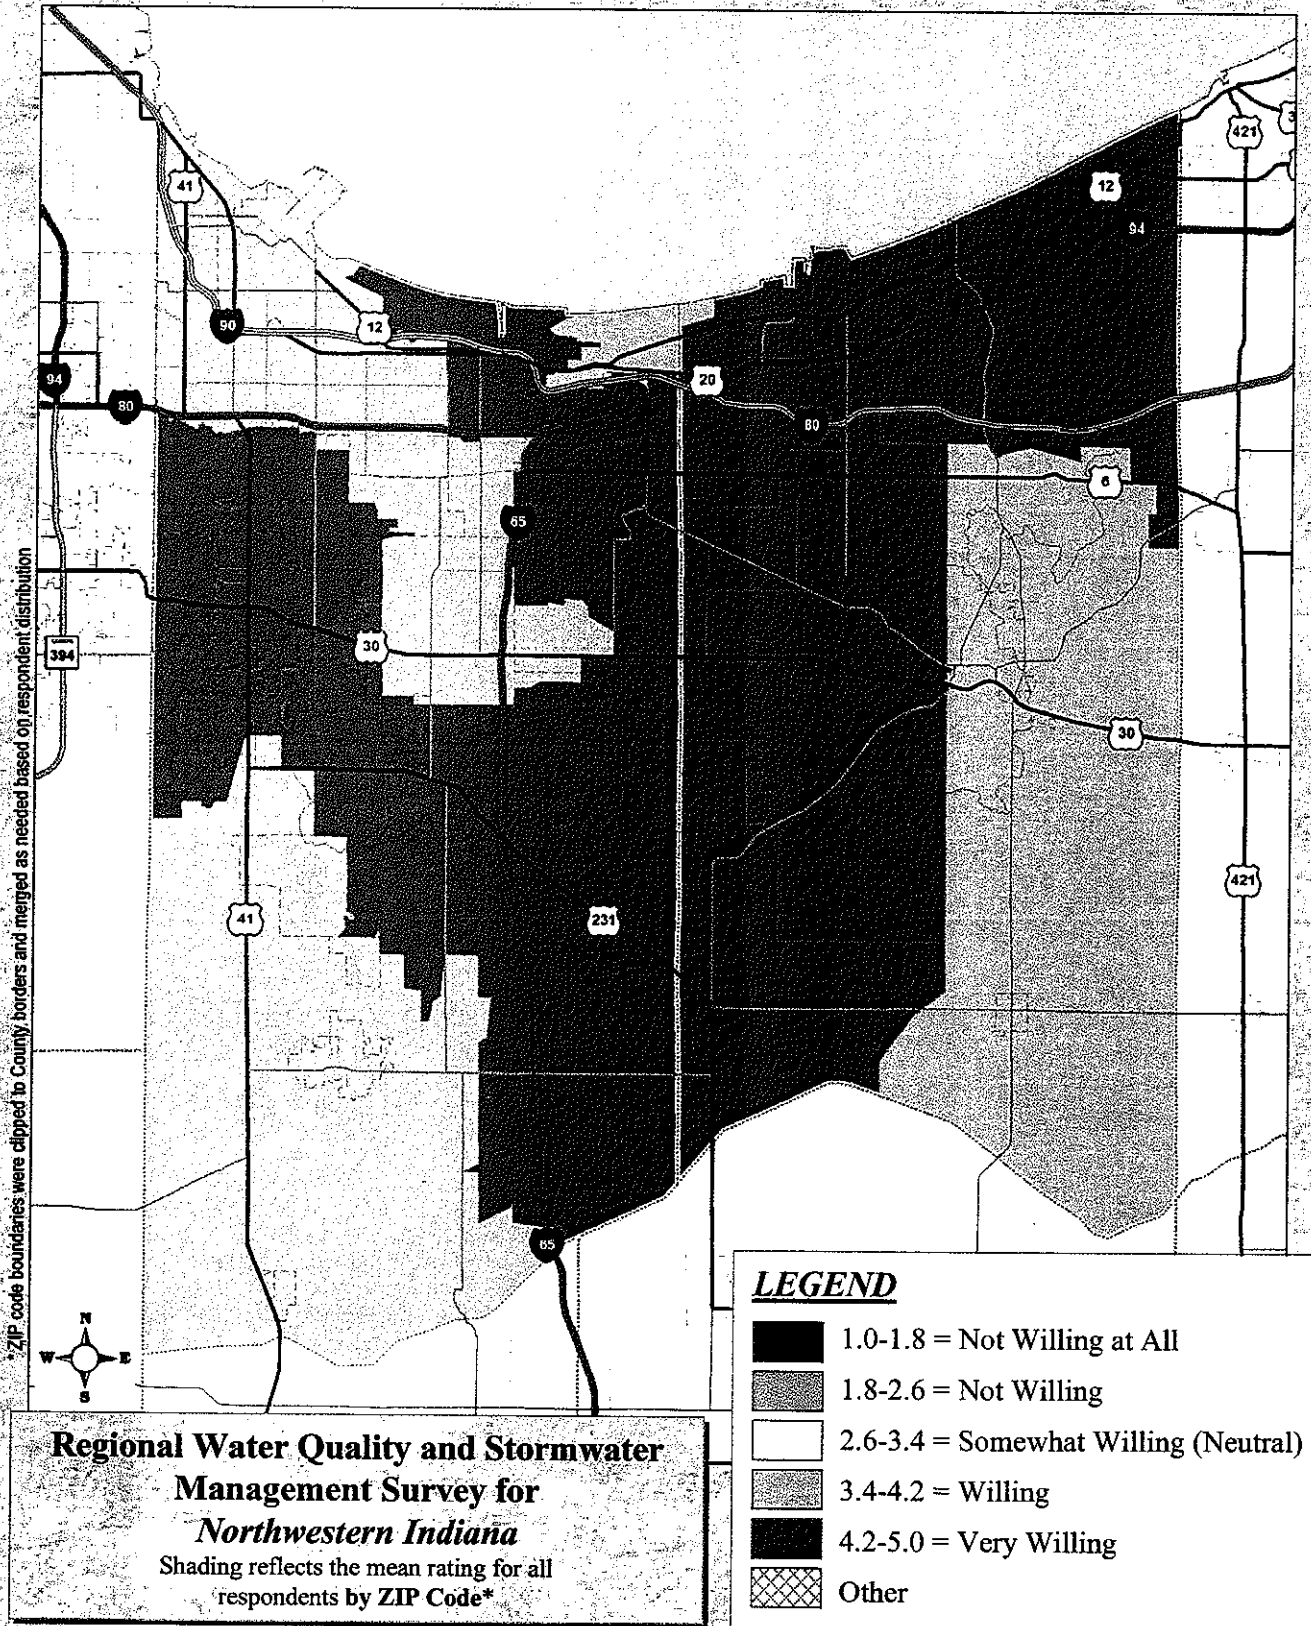 41
12
421
94
90
12
94
80
20
80
6
65
30
394
30
41
231
421
65
*ZIP code boundaries were clipped to County borders and merged as needed based on respondent distribution
N
W E
S
LEGEND
1.0-1.8 = Not Willing at All
1.8-2.6 = Not Willing
2.6-3.4 = Somewhat Willing (Neutral)
3.4-4.2 = Willing
4.2-5.0 = Very Willing
Other
Regional Water Quality and Stormwater
Management Survey for
Northwestern Indiana
Shading reflects the mean rating for all
respondents by ZIP Code*